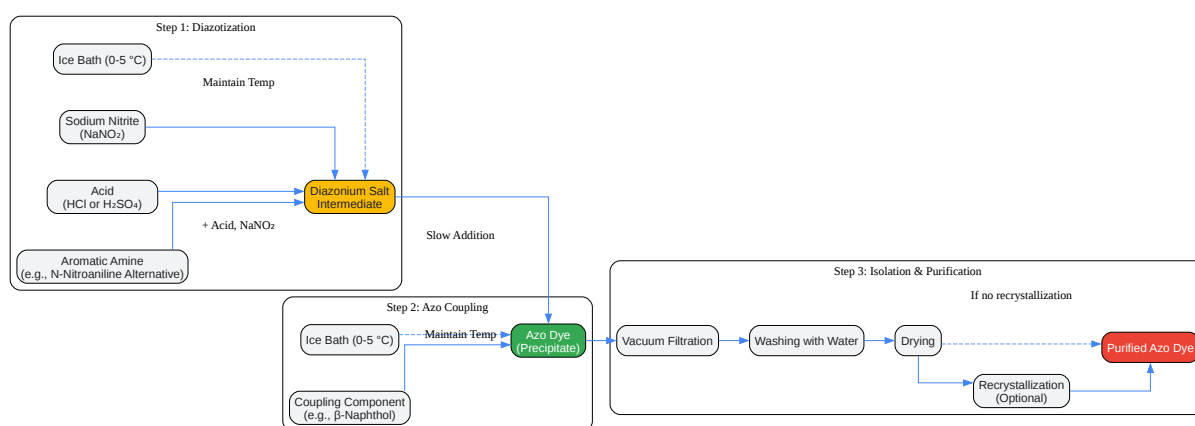 Step 1: Diazotization
Ice Bath (0-5 °C)
Maintain Temp
Sodium Nitrite
(NaNO₂)
Acid
(HCl or H₂SO₄)
Diazonium Salt
Intermediate
+ Acid, NaNO₂
Aromatic Amine
(e.g., N-Nitroaniline Alternative)
Slow Addition
Step 2: Azo Coupling
Ice Bath (0-5 °C)
Maintain Temp
Azo Dye
(Precipitate)
Coupling Component
(e.g., β-Naphthol)
Step 3: Isolation & Purification
If no recrystallization
Vacuum Filtration
Washing with Water
Drying
Purified Azo Dye
Recrystallization
(Optional)